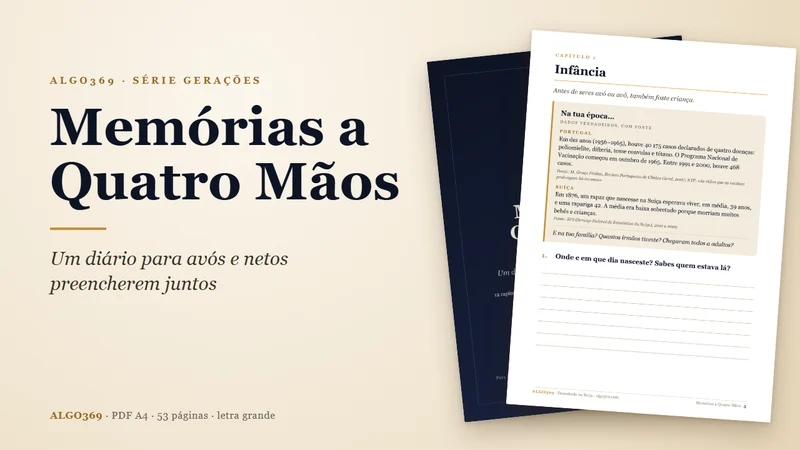 ALGO369 · SÉRIE GERAÇÕES
Memórias a
Quatro Mãos
Um diário para avós e netos
preencherem juntos
ALGO369 · PDF A4 · 53 páginas · letra grande
CAPÍTULO 1
Infância
Antes de seres avó ou avô, também foste criança.
Na tua época...
DADOS VERDADEIROS, COM FONTE
PORTUGAL
Em dez anos (1956–1965), houve 40 175 casos declarados de quatro doenças:
poliomielite, difteria, tosse convulsa e tétano. O Programa Nacional de
Vacinação começou em outubro de 1965. Entre 1991 e 2000, houve 468
casos.
SUÍÇA
Em 1876, um rapaz que nascesse na Suíça esperava viver, em média, 39 anos,
e uma rapariga 42. A média era baixa sobretudo porque morriam muitos
bebés e crianças.
E na tua família? Quantos irmãos tiveste? Chegaram todos a adultos?
1. Onde e em que dia nasceste? Sabes quem estava lá?
Memórias a Quatro Mãos